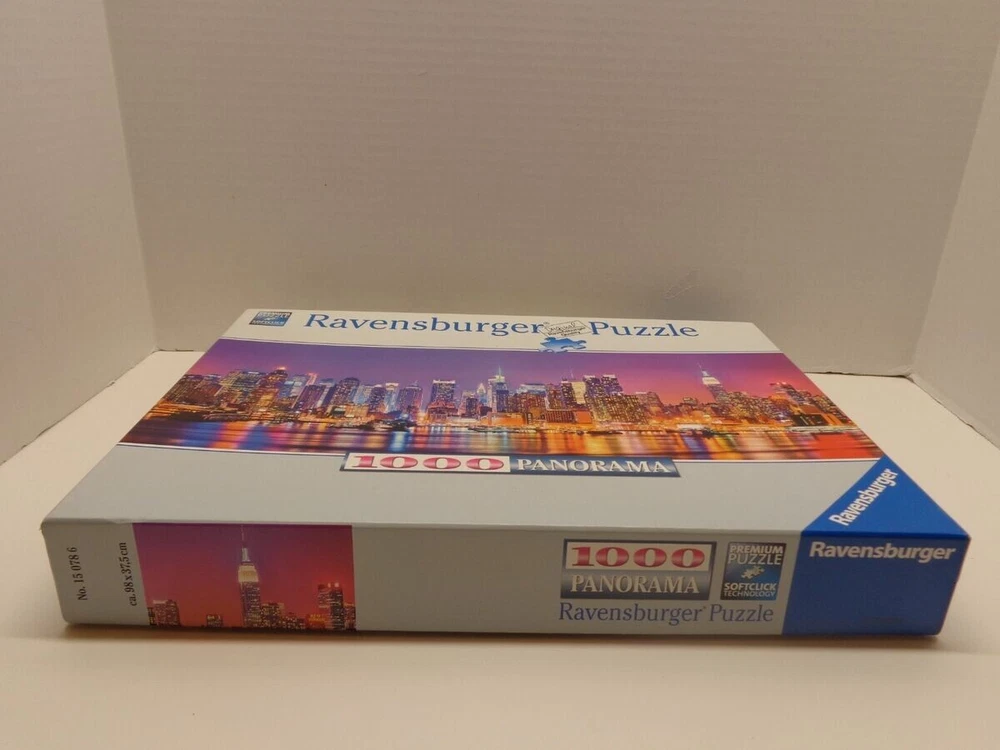 Ravensburger Puzzle
1000 PANORAMA
Ravensburger
No. 15 078 6
ca. 98 x 37,5 cm
1000
PANORAMA
Ravensburger Puzzle
PREMIUM
PUZZLE
SOFTCLICK
TECHNOLOGY
Ravensburger